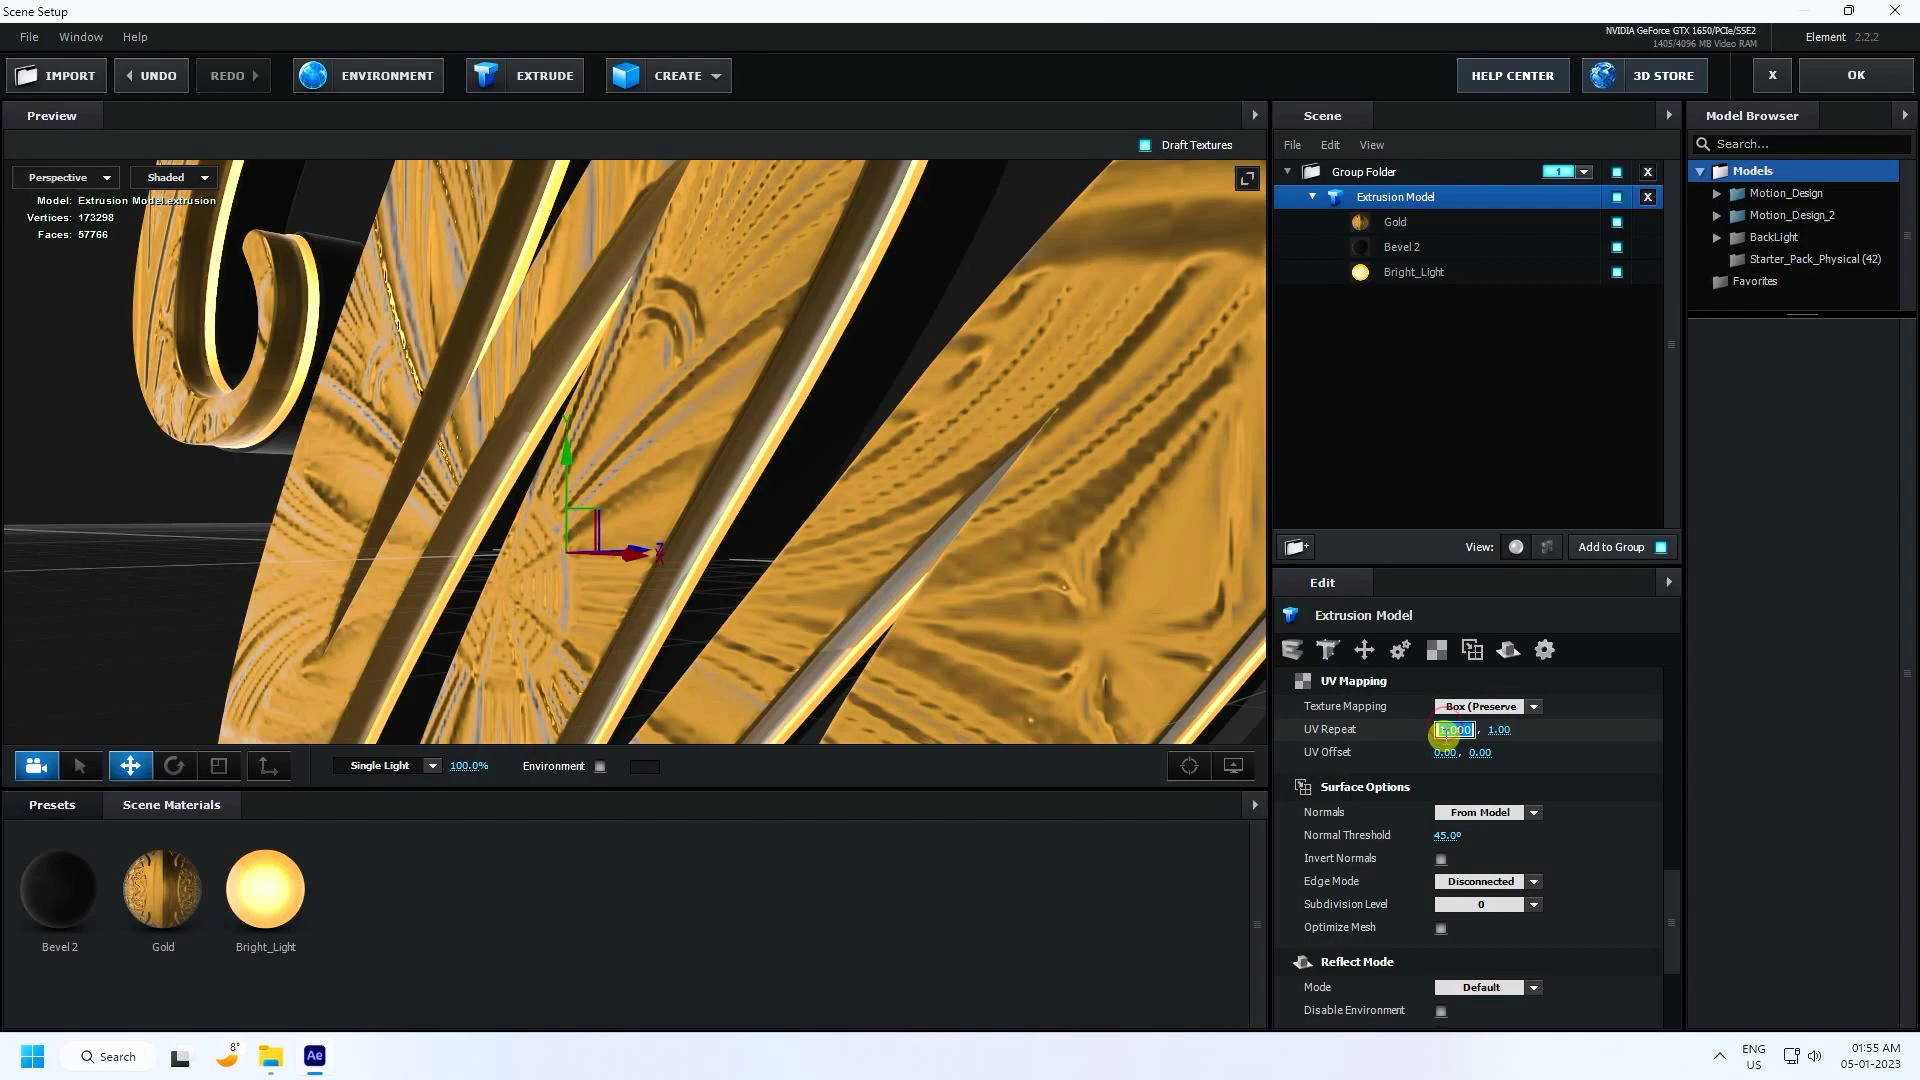 Scene Setup
File Window Help
NVIDIA GeForce GTX 1650/PCIe/SSE2
1405/4096 MB Video RAM
Element 2.2.2
IMPORT
UNDO
REDO
ENVIRONMENT
EXTRUDE
CREATE
HELP CENTER
3D STORE
X
OK
Preview
Draft Textures
Perspective
Shaded
Model: Extrusion Model.extrusion
Vertices: 173298
Faces: 57766
Y
Z
X
Single Light
100.0%
Environment
Presets
Scene Materials
Bevel 2
Gold
Bright_Light
Scene
File Edit View
Group Folder
1
X
Extrusion Model
X
Gold
Bevel 2
Bright_Light
View:
Add to Group
Edit
Extrusion Model
UV Mapping
Texture Mapping Box (Preserve
UV Repeat 1.000, 1.00
UV Offset 0.00, 0.00
Surface Options
Normals From Model
Normal Threshold 45.0º
Invert Normals
Edge Mode Disconnected
Subdivision Level 0
Optimize Mesh
Reflect Mode
Mode Default
Disable Environment
Model Browser
Search...
Models
Motion_Design
Motion_Design_2
BackLight
Starter_Pack_Physical (42)
Favorites
Search
8°
Ae
ENG
US
01:55 AM
05-01-2023